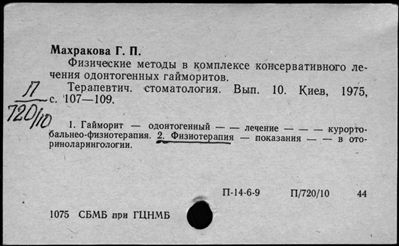 Махракова Г. П.
Физические методы в комплексе консервативного ле-
чения одонтогенных гайморитов.
Терапевтич. стоматология. Вып. 10. Киев, 1975,
с. 107—109.
П
720/10
1. Гайморит — одонтогенный — — лечение — — — курорто-
бальнео-физиотерапия. 2. Физиотерапия — показания — — в ото-
риноларингологии.
П-14-6-9 П/720/10 44
1075 СБМБ при ГЦНМБ